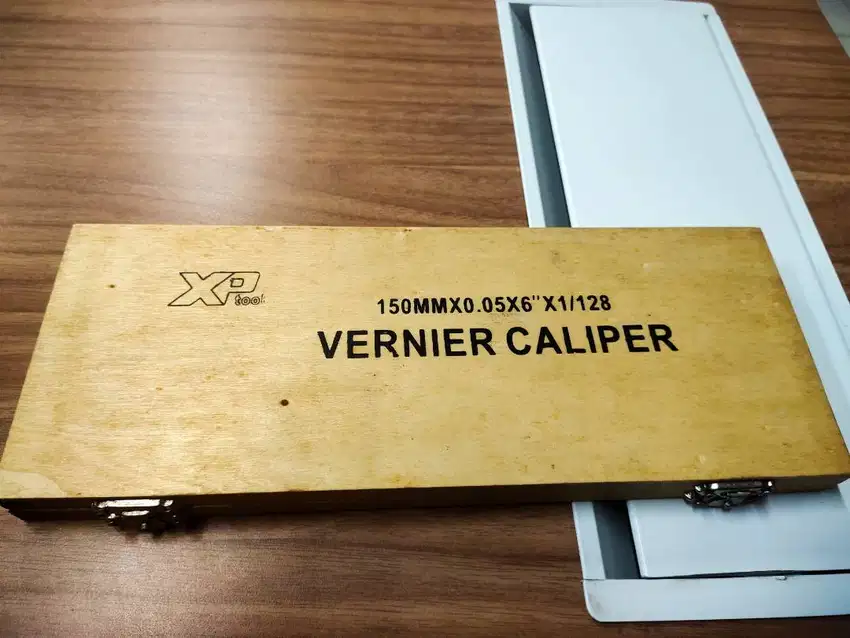 XP tool
150MMX0.05X6"X1/128
VERNIER CALIPER